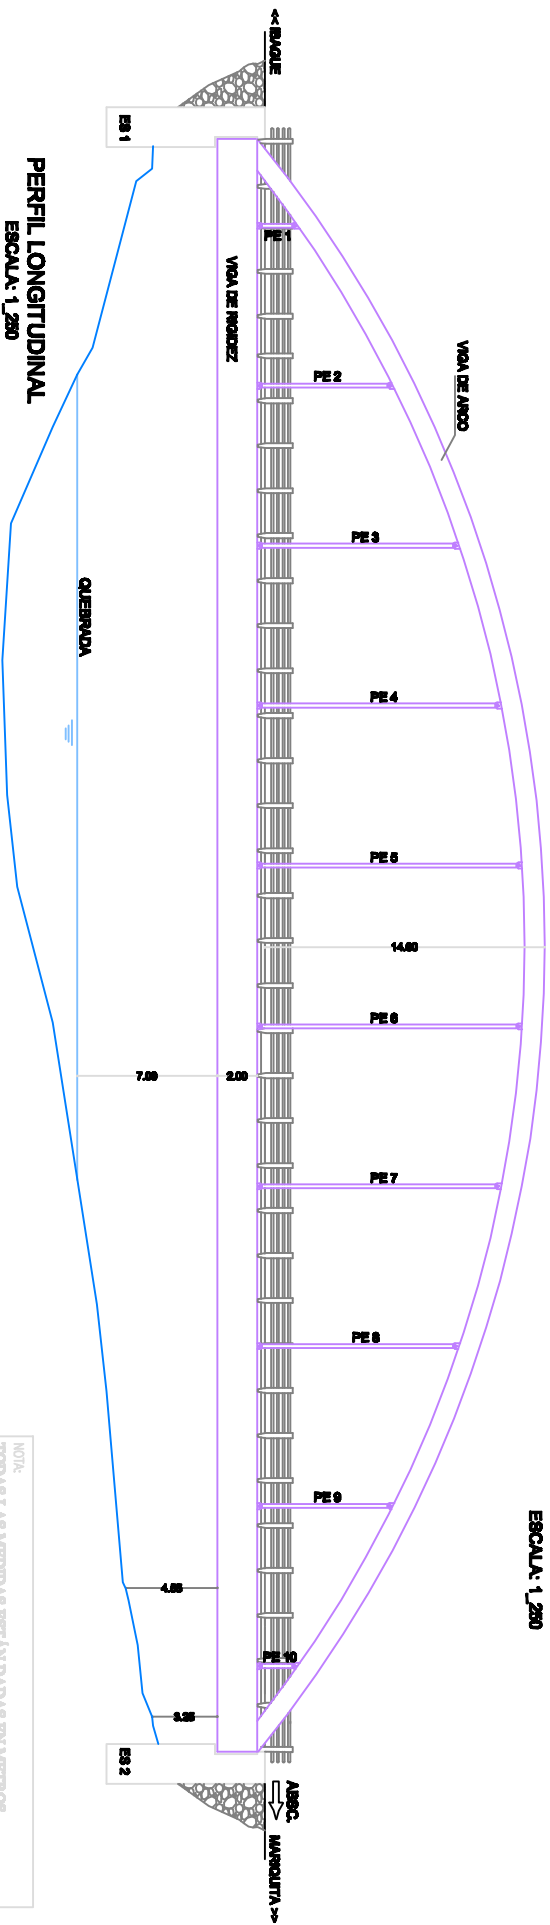 ESCALA: 1_250
VIGA DE ARCO
14.60
PE 1
PE 2
PE 3
PE 4
PE 5
PE 6
PE 7
PE 8
PE 9
PE 10
<< IBAGUE
ABSC.
MARIQUITA >>
VIGA DE RIGIDEZ
2.00
ES 1
7.09
4.65
3.25
ES 2
QUEBRADA
PERFIL LONGITUDINAL
ESCALA: 1_250
NOTA: